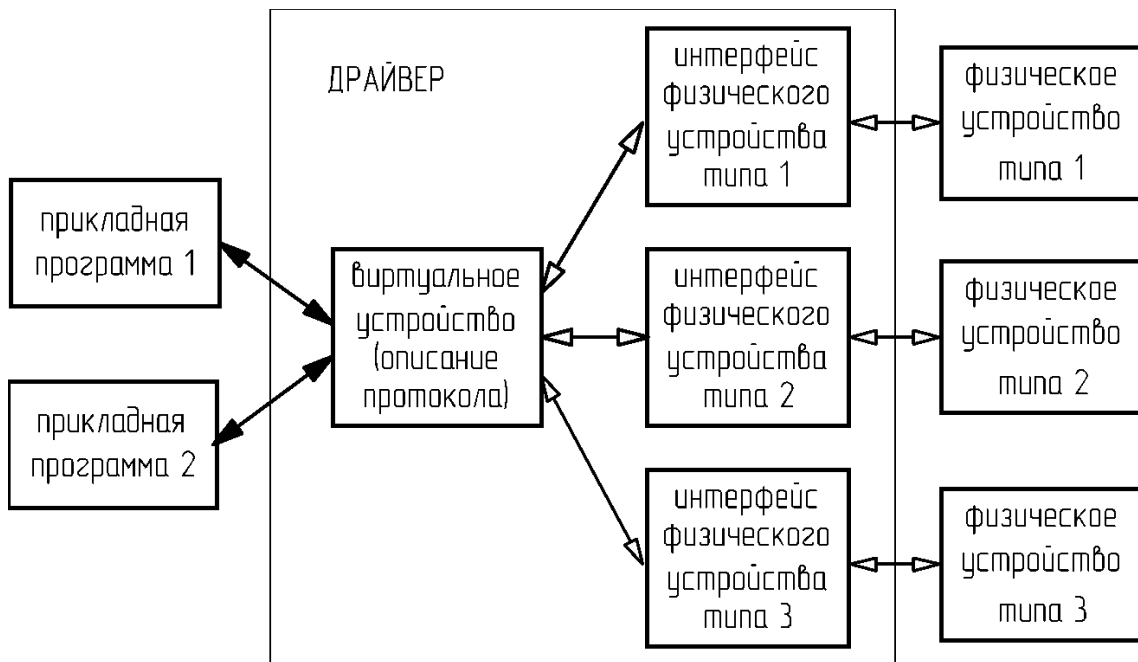 ДРАЙВЕР
прикладная
программа 1
прикладная
программа 2
виртуальное
устройство
(описание
протокола)
интерфейс
физического
устройства
типа 1
интерфейс
физического
устройства
типа 2
интерфейс
физического
устройства
типа 3
физическое
устройство
типа 1
физическое
устройство
типа 2
физическое
устройство
типа 3